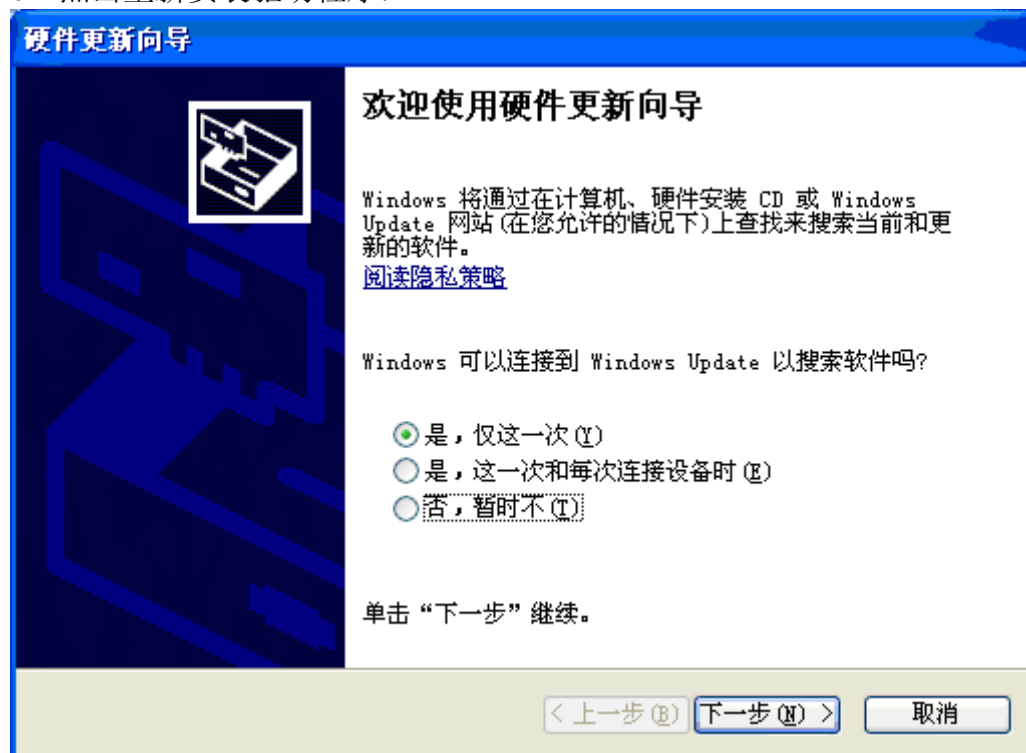 硬件更新向导
欢迎使用硬件更新向导
Windows 将通过在计算机、硬件安装 CD 或 Windows
Update 网站(在您允许的情况下)上查找来搜索当前和更
新的软件。
阅读隐私策略
Windows 可以连接到 Windows Update 以搜索软件吗?
是，仅这一次(Y)
是，这一次和每次连接设备时(E)
否，暂时不(T)
单击“下一步”继续。
< 上一步(B) 下一步(N) > 取消